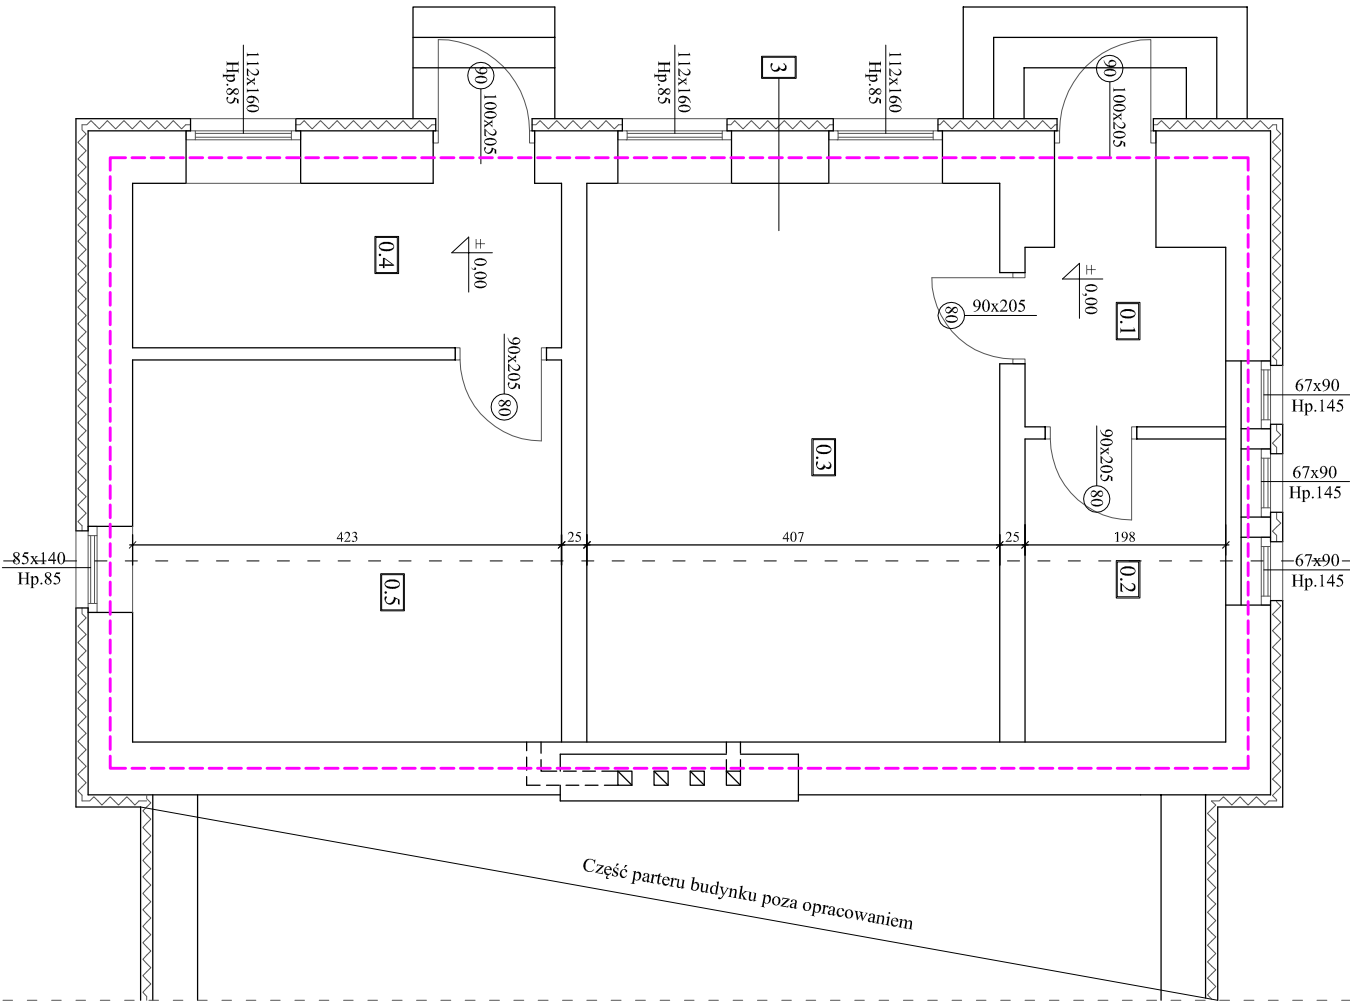 112x160
Hp.85
90
100x205
112x160
Hp.85
3
112x160
Hp.85
90
100x205
0.4
± 0,00
± 0,00
0.1
90x205
80
90x205
80
0.3
90x205
80
67x90
Hp.145
67x90
Hp.145
67x90
Hp.145
423
25
407
25
198
85x140
Hp.85
0.5
0.2
Część parteru budynku poza opracowaniem